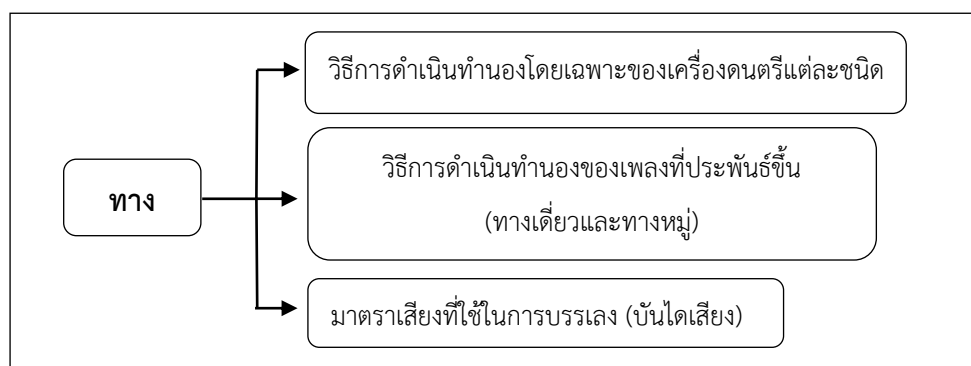 วิธีการดำเนินทำนองโดยเฉพาะของเครื่องดนตรีแต่ละชนิด
ทาง
วิธีการดำเนินทำนองของเพลงที่ประพันธ์ขึ้น
(ทางเดี่ยวและทางหมู่)
มาตราเสียงที่ใช้ในการบรรเลง (บันไดเสียง)